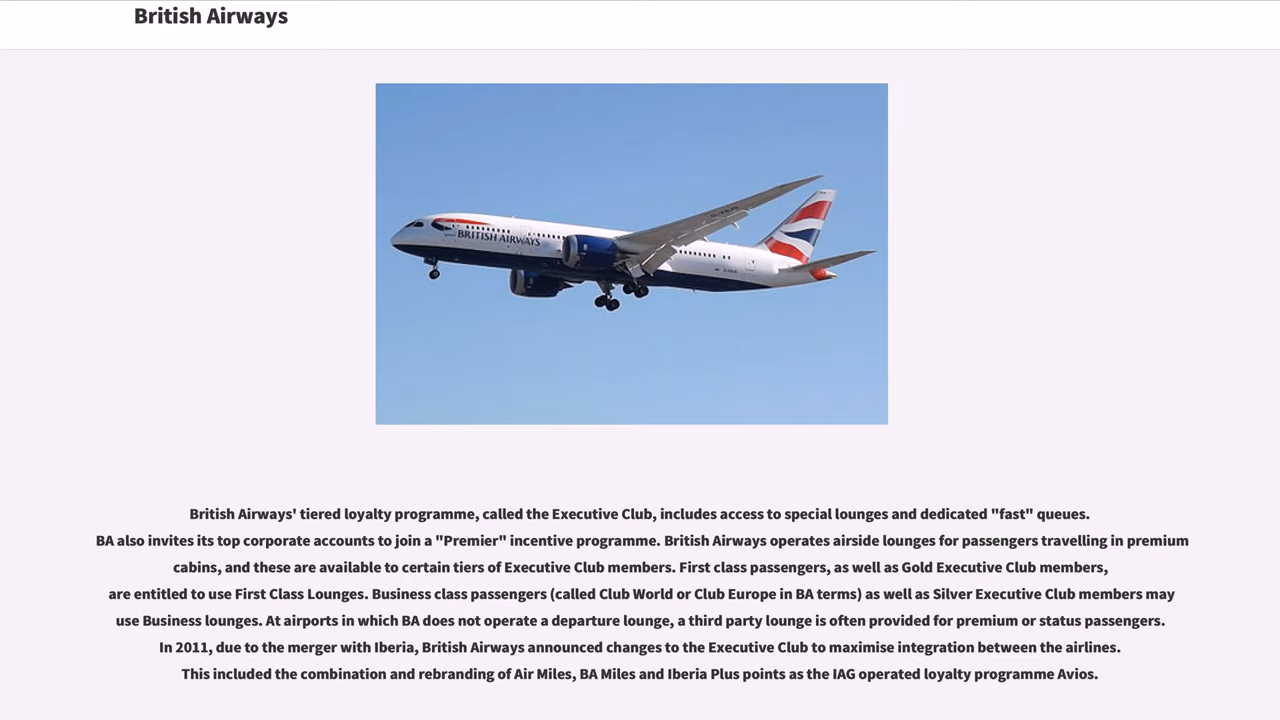 British Airways
BRITISH AIRWAYS
British Airways' tiered loyalty programme, called the Executive Club, includes access to special lounges and dedicated "fast" queues.
BA also invites its top corporate accounts to join a "Premier" incentive programme. British Airways operates airside lounges for passengers travelling in premium
cabins, and these are available to certain tiers of Executive Club members. First class passengers, as well as Gold Executive Club members,
are entitled to use First Class Lounges. Business class passengers (called Club World or Club Europe in BA terms) as well as Silver Executive Club members may
use Business lounges. At airports in which BA does not operate a departure lounge, a third party lounge is often provided for premium or status passengers.
In 2011, due to the merger with Iberia, British Airways announced changes to the Executive Club to maximise integration between the airlines.
This included the combination and rebranding of Air Miles, BA Miles and Iberia Plus points as the IAG operated loyalty programme Avios.